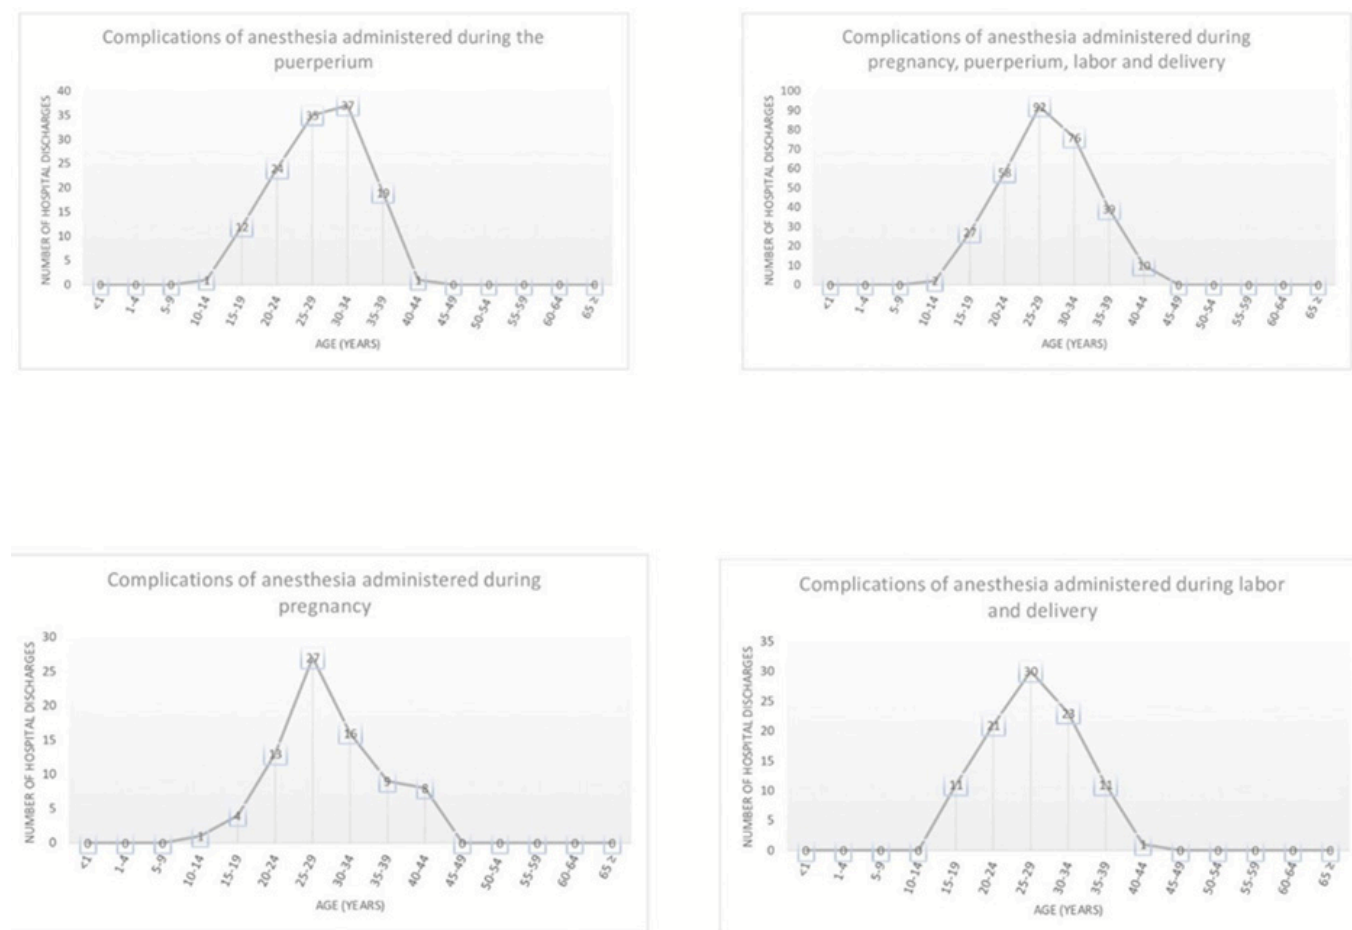 Complications of anesthesia administered during the
puerperium
NUMBER OF HOSPITAL DISCHARGES
40
35
30
25
20
15
10
5
0
0 0 0 1 12 24 35 37 19 1 0 0 0 0 0
<1 1-4 5-9 10-14 15-19 20-24 25-29 30-34 35-39 40-44 45-49 50-54 55-59 60-64 65 ≥
AGE (YEARS)
Complications of anesthesia administered during
pregnancy, puerperium, labor and delivery
NUMBER OF HOSPITAL DISCHARGES
100
90
80
70
60
50
40
30
20
10
0
0 0 0 2 27 58 92 76 39 10 0 0 0 0 0
<1 1-4 5-9 10-14 15-19 20-24 25-29 30-34 35-39 40-44 45-49 50-54 55-59 60-64 65 ≥
AGE (YEARS)
Complications of anesthesia administered during
pregnancy
NUMBER OF HOSPITAL DISCHARGES
30
25
20
15
10
5
0
0 0 0 1 4 13 27 16 9 8 0 0 0 0 0
<1 1-4 5-9 10-14 15-19 20-24 25-29 30-34 35-39 40-44 45-49 50-54 55-59 60-64 65 ≥
AGE (YEARS)
Complications of anesthesia administered during labor
and delivery
NUMBER OF HOSPITAL DISCHARGES
35
30
25
20
15
10
5
0
0 0 0 0 11 21 30 23 11 1 0 0 0 0 0
<1 1-4 5-9 10-14 15-19 20-24 25-29 30-34 35-39 40-44 45-49 50-54 55-59 60-64 65 ≥
AGE (YEARS)